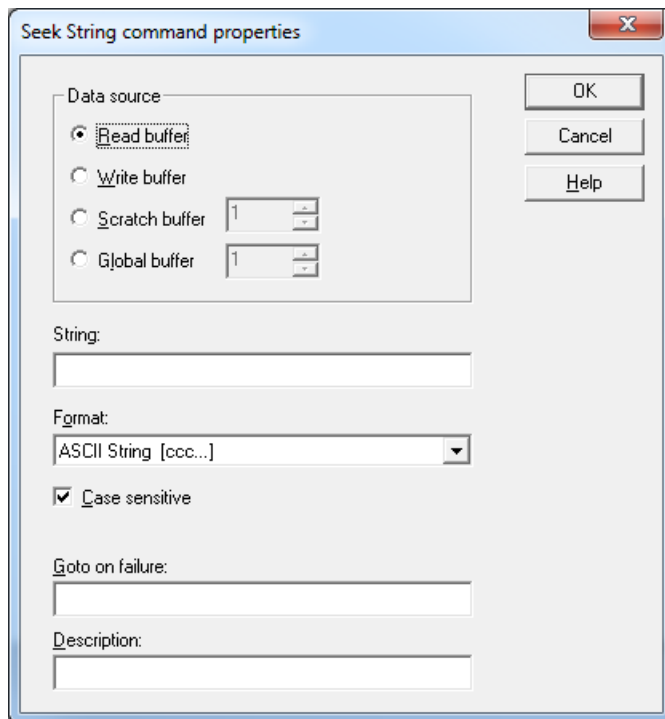 Seek String command properties
Data source
Read buffer
Write buffer
Scratch buffer 1
Global buffer 1
OK
Cancel
Help
String:
Format:
ASCII String [ccc...]
Case sensitive
Goto on failure:
Description: